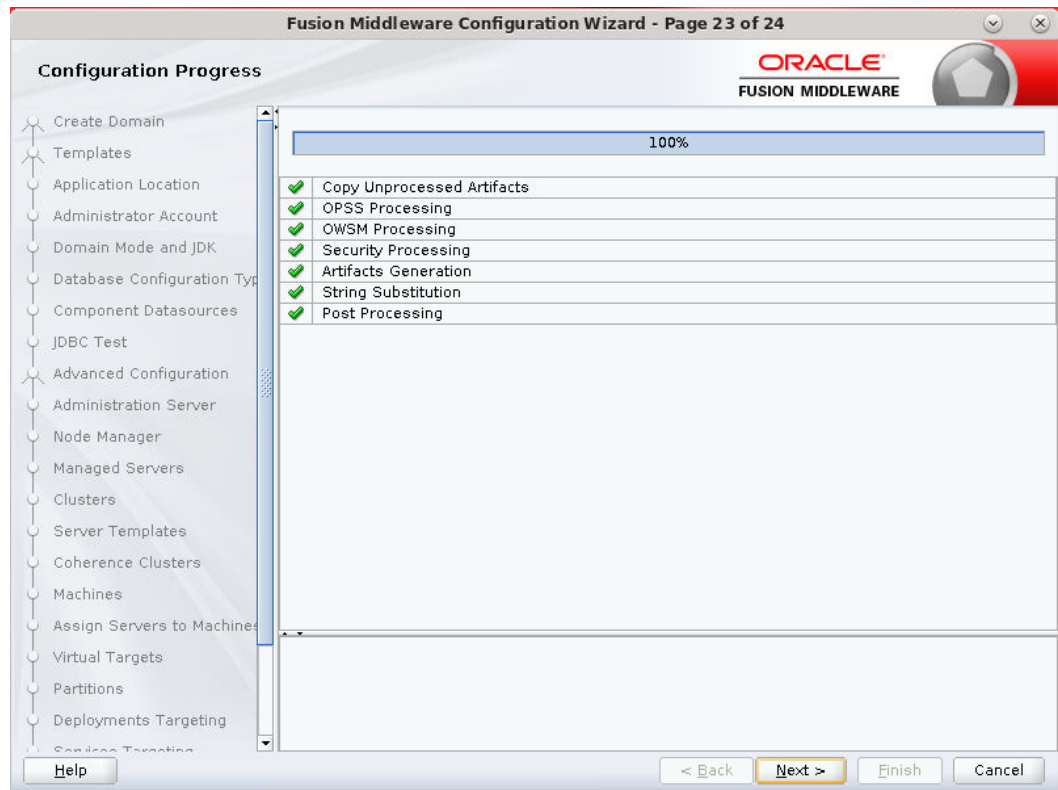 Fusion Middleware Configuration Wizard - Page 23 of 24
Configuration Progress
ORACLE
FUSION MIDDLEWARE
Create Domain
Templates
Application Location
Administrator Account
Domain Mode and JDK
Database Configuration Typ
Component Datasources
JDBC Test
Advanced Configuration
Administration Server
Node Manager
Managed Servers
Clusters
Server Templates
Coherence Clusters
Machines
Assign Servers to Machines
Virtual Targets
Partitions
Deployments Targeting
Services Targeting
100%
Copy Unprocessed Artifacts
OPSS Processing
OWSM Processing
Security Processing
Artifacts Generation
String Substitution
Post Processing
Help
< Back
Next >
Finish
Cancel